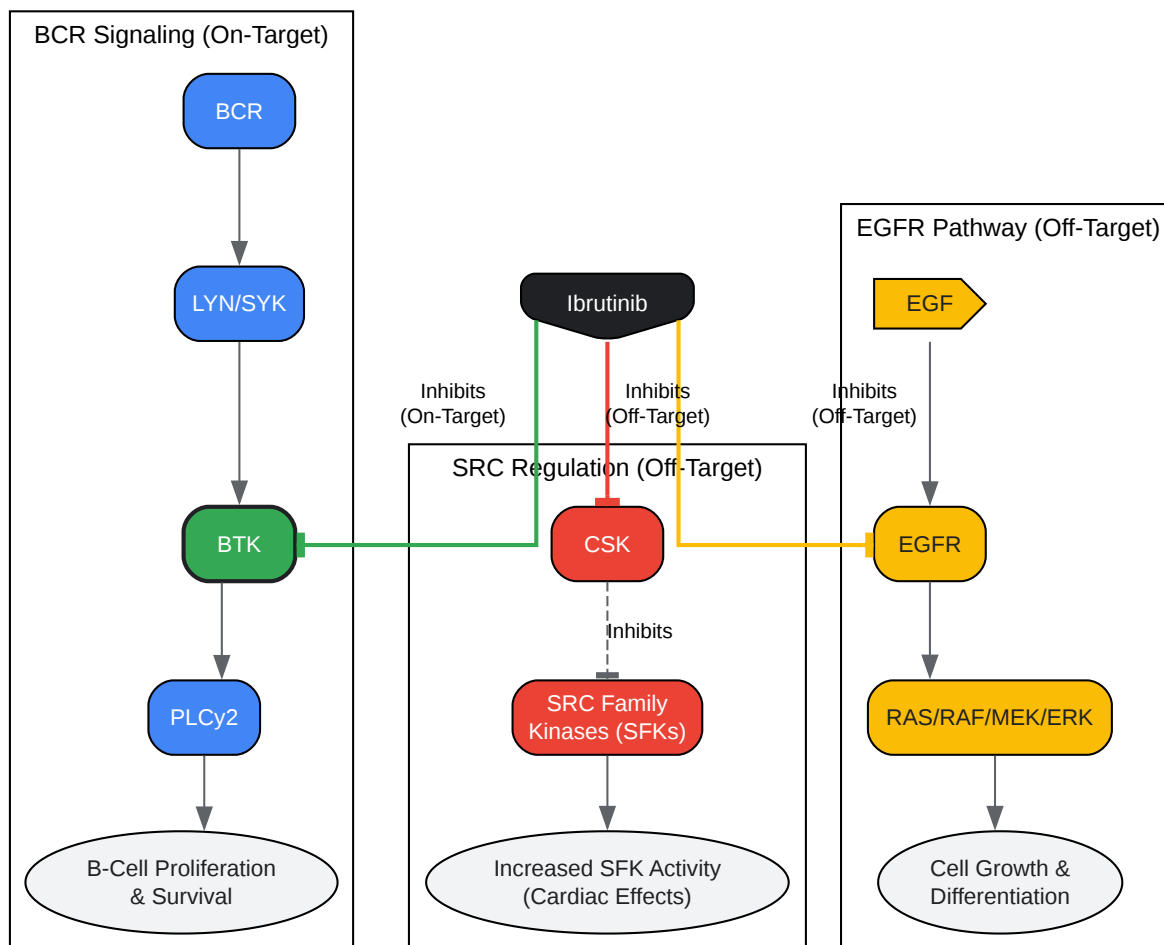 BCR Signaling (On-Target)
BCR
LYN/SYK
BTK
PLCy2
B-Cell Proliferation
& Survival
Ibrutinib
Inhibits
(On-Target)
Inhibits
(Off-Target)
Inhibits
(Off-Target)
SRC Regulation (Off-Target)
CSK
Inhibits
SRC Family
Kinases (SFKs)
Increased SFK Activity
(Cardiac Effects)
EGFR Pathway (Off-Target)
EGF
EGFR
RAS/RAF/MEK/ERK
Cell Growth &
Differentiation